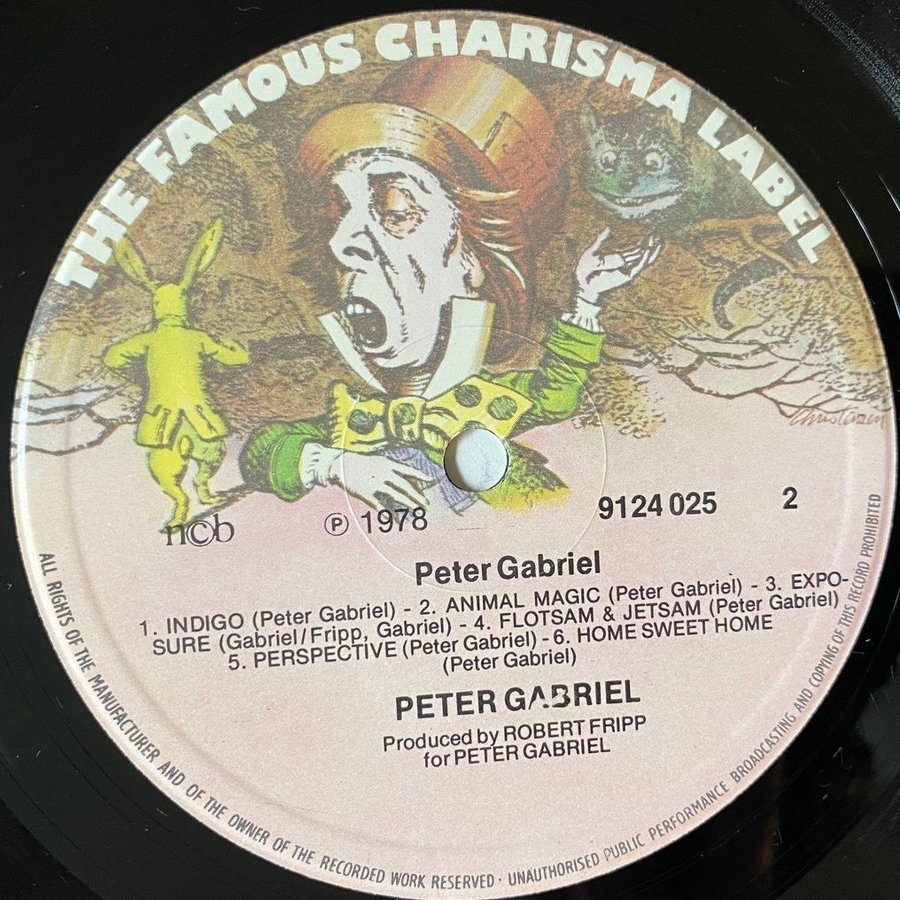 THE FAMOUS CHARISMA LABEL
Christensen
n©b
℗ 1978
9124 025
2
Peter Gabriel
1. INDIGO (Peter Gabriel) - 2. ANIMAL MAGIC (Peter Gabriel) - 3. EXPO-
SURE (Gabriel/Fripp, Gabriel) - 4. FLOTSAM & JETSAM (Peter Gabriel)
5. PERSPECTIVE (Peter Gabriel) - 6. HOME SWEET HOME
(Peter Gabriel)
PETER GABRIEL
Produced by ROBERT FRIPP
for PETER GABRIEL
ALL RIGHTS OF THE MANUFACTURER AND OF THE OWNER OF THE RECORDED WORK RESERVED · UNAUTHORISED PUBLIC PERFORMANCE BROADCASTING AND COPYING OF THIS RECORD PROHIBITED